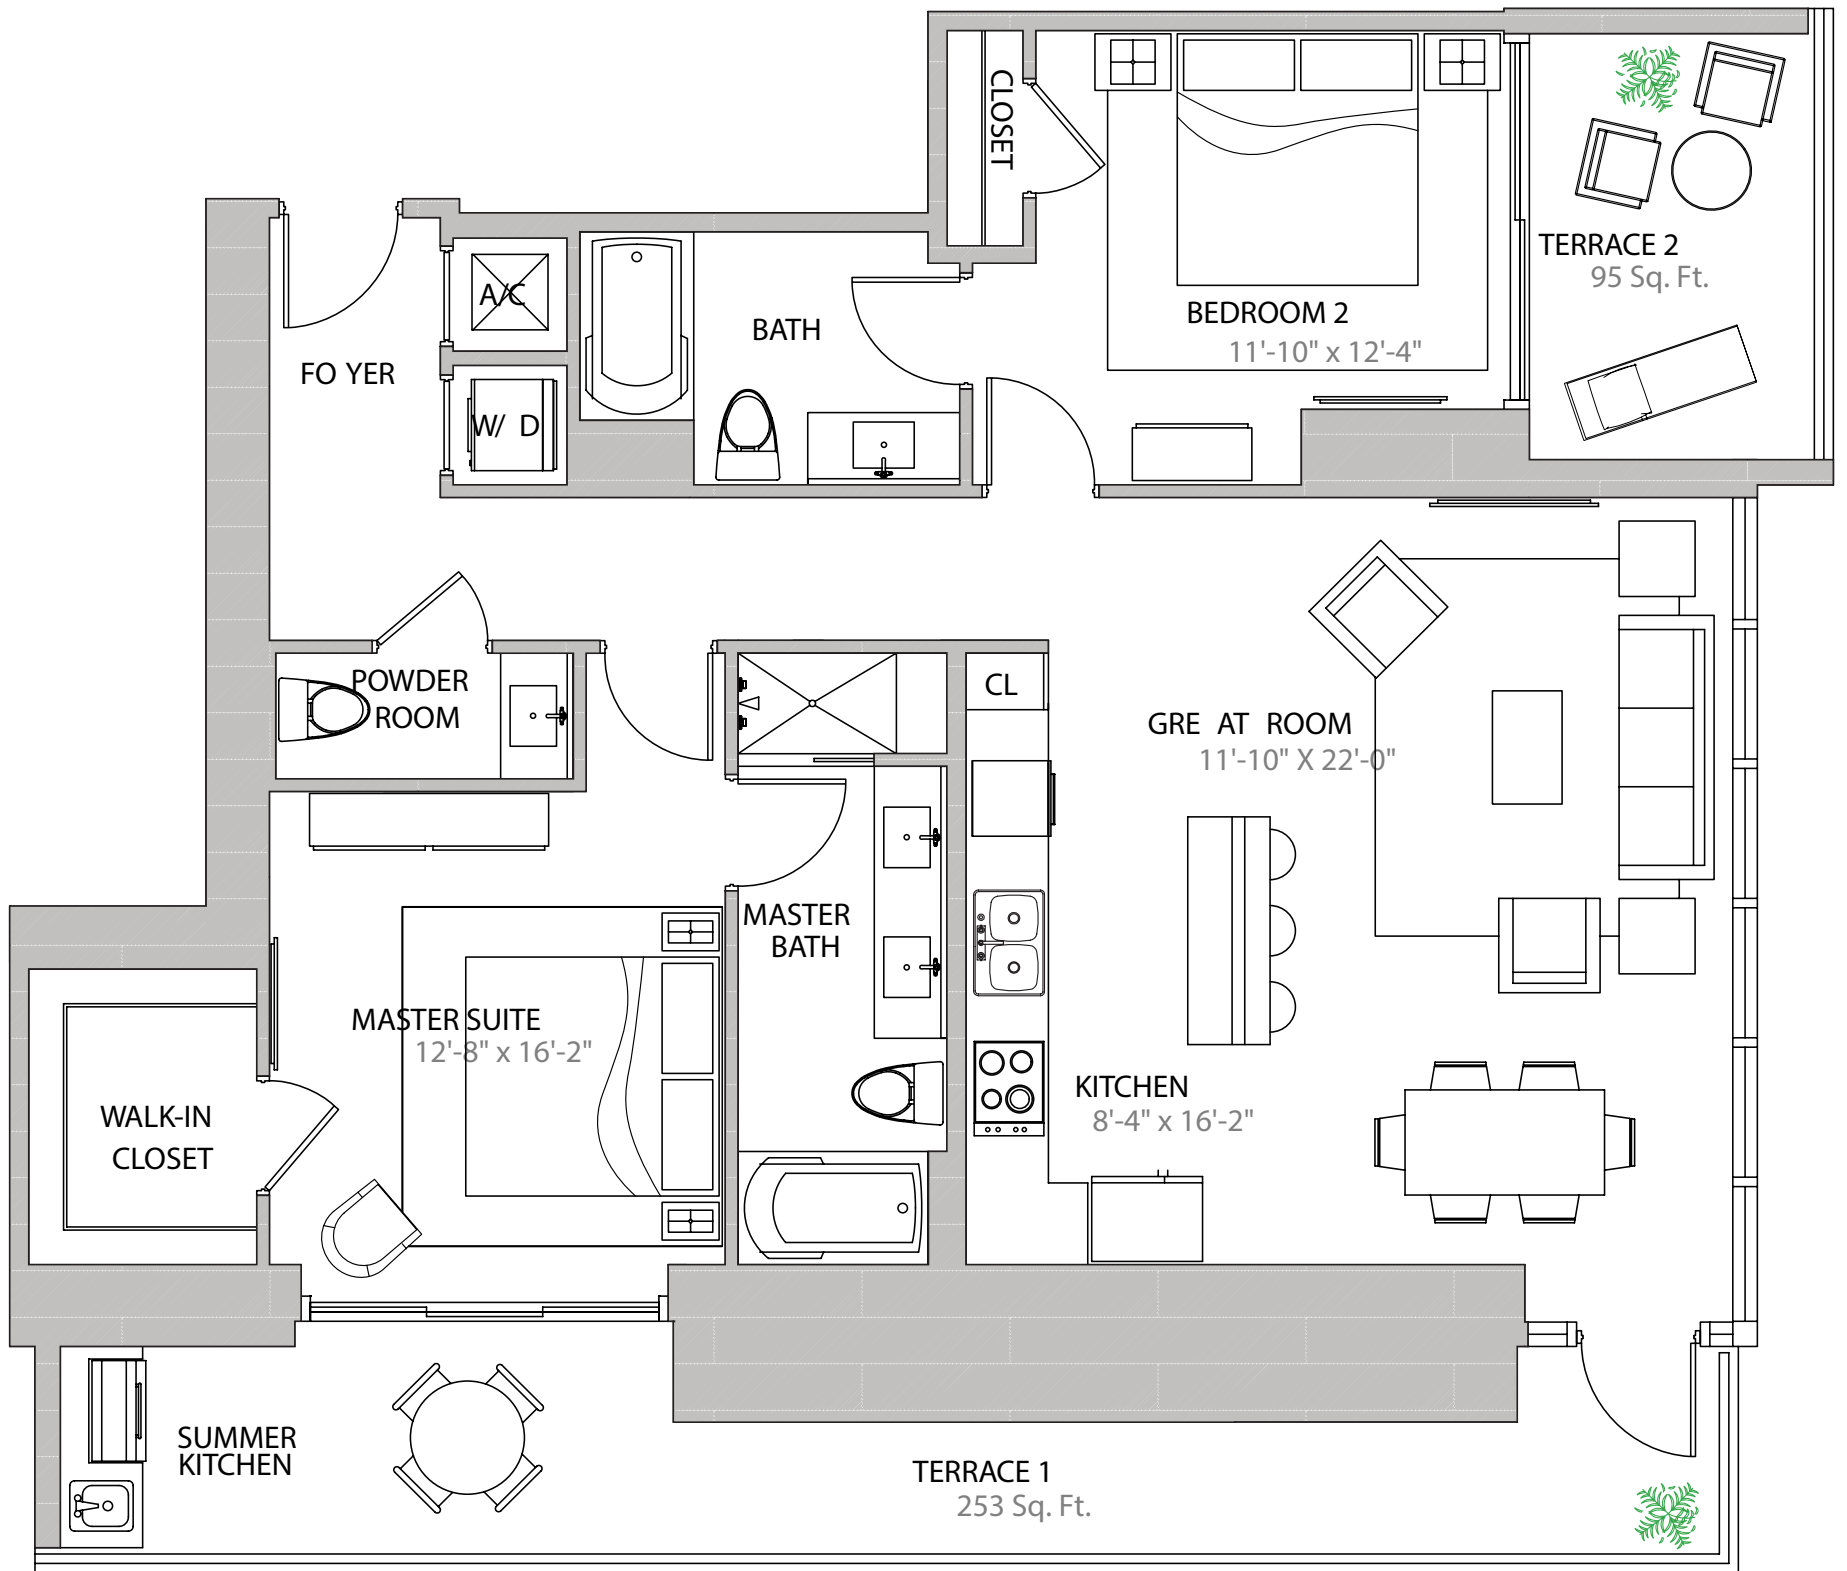 CLOSET
TERRACE 2
95 Sq. Ft.
A/C
BEDROOM 2
11'-10" x 12'-4"
BATH
FO YER
W/ D
POWDER
ROOM
CL
GRE AT ROOM
11'-10" X 22'-0"
MASTER
BATH
MASTER SUITE
12'-8" x 16'-2"
KITCHEN
8'-4" x 16'-2"
WALK-IN
CLOSET
SUMMER
KITCHEN
TERRACE 1
253 Sq. Ft.